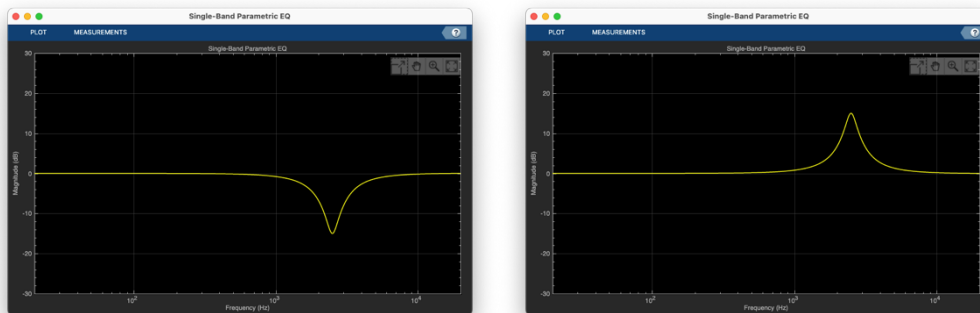 Single-Band Parametric EQ
PLOT MEASUREMENTS ?
Single-Band Parametric EQ
30
20
10
0
-10
-20
-30
Magnitude (dB)
10²
10³
10⁴
Frequency (Hz)
Single-Band Parametric EQ
PLOT MEASUREMENTS ?
Single-Band Parametric EQ
30
20
10
0
-10
-20
-30
Magnitude (dB)
10²
10³
10⁴
Frequency (Hz)